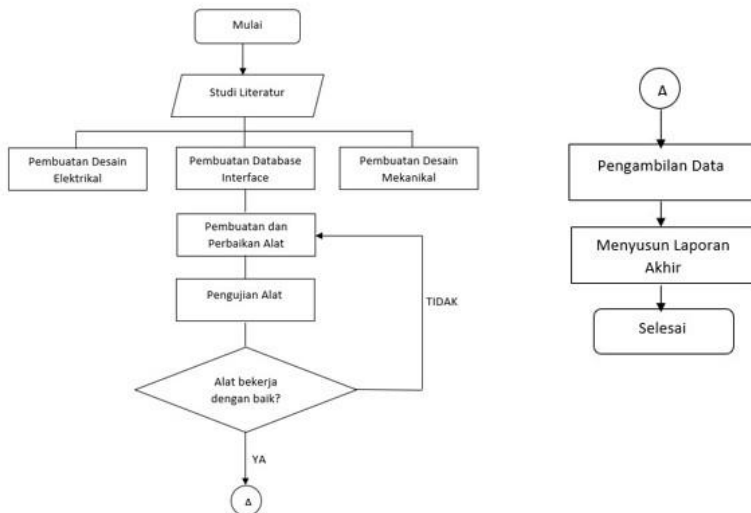 Mulai
Studi Literatur
Pembuatan Desain
Elektrikal
Pembuatan Database
Interface
Pembuatan Desain
Mekanikal
Pembuatan dan
Perbaikan Alat
Pengujian Alat
TIDAK
Alat bekerja
dengan baik?
YA
A
A
Pengambilan Data
Menyusun Laporan
Akhir
Selesai